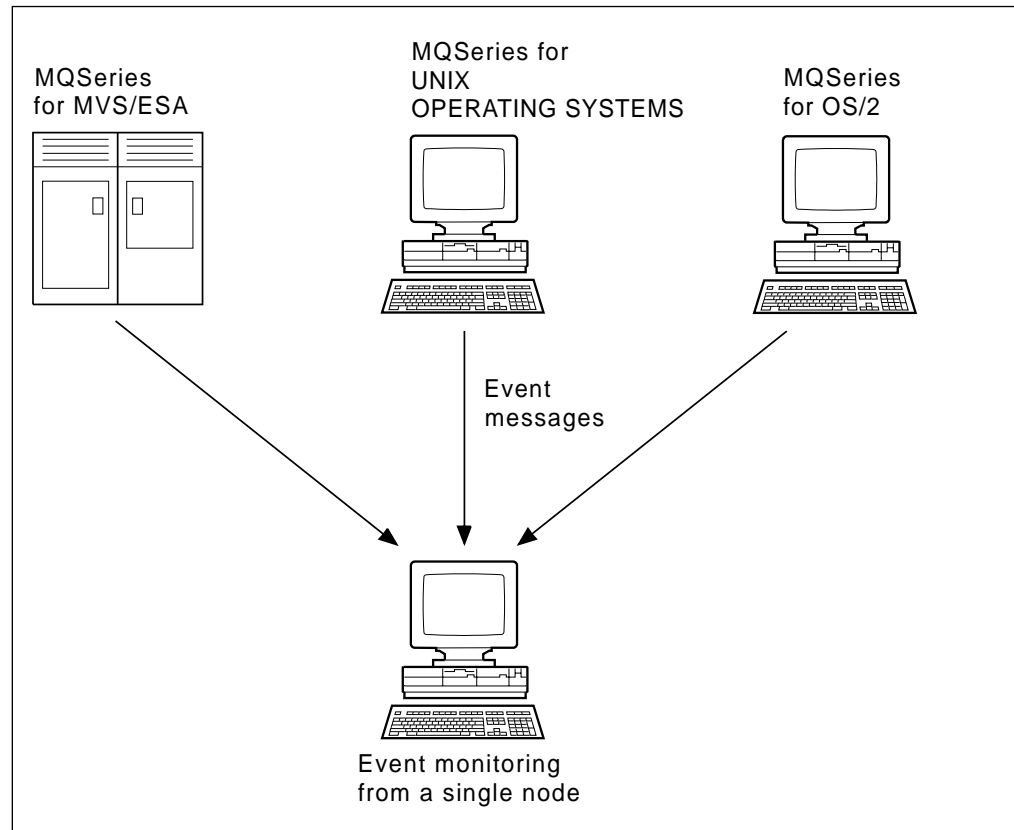 MQSeries
for MVS/ESA
MQSeries for
UNIX
OPERATING SYSTEMS
MQSeries
for OS/2
Event
messages
Event monitoring
from a single node